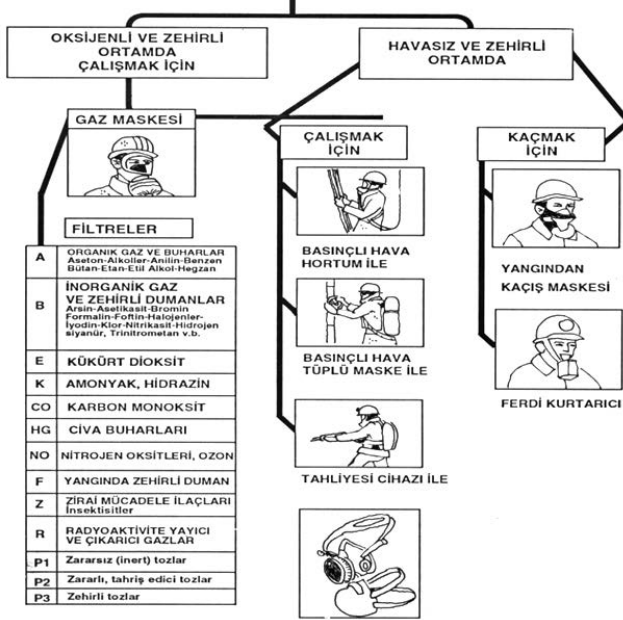 OKSİJENLİ VE ZEHİRLİ
ORTAMDA
ÇALIŞMAK İÇİN
HAVASIZ VE ZEHİRLİ
ORTAMDA
GAZ MASKESİ
FİLTRELER
A ORGANIK GAZ VE BUHARLAR
Aseton-Alkoller-Anilin-Benzen
Bütan-Etan-Etil Alkol-Hegzan
B İNORGANİK GAZ
VE ZEHİRLİ DUMANLAR
Arsin-Asetikasit-Bromin
Formalin-Foftin-Halojenler-
İyodin-Klor-Nitrikasit-Hidrojen
siyanür, Trinitrometan v.b.
E KÜKÜRT DİOKSİT
K AMONYAK, HİDRAZİN
CO KARBON MONOKSİT
HG CİVA BUHARLARI
NO NİTROJEN OKSİTLERİ, OZON
F YANGINDA ZEHİRLİ DUMAN
Z ZİRAİ MÜCADELE İLAÇLARI
İnsektisitler
R RADYOAKTİVİTE YAYICI
VE ÇIKARICI GAZLAR
P1 Zararsız (inert) tozlar
P2 Zararlı, tahriş edici tozlar
P3 Zehirli tozlar
ÇALIŞMAK
İÇİN
BASINÇLI HAVA
HORTUM İLE
BASINÇLI HAVA
TÜPLÜ MASKE İLE
TAHLİYESİ CİHAZI İLE
KAÇMAK
İÇİN
YANGINDAN
KAÇIŞ MASKESİ
FERDİ KURTARICI